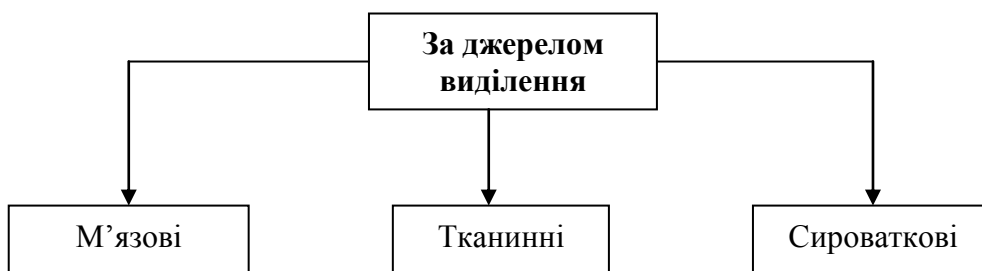 За джерелом
виділення
М’язові
Тканинні
Сироваткові